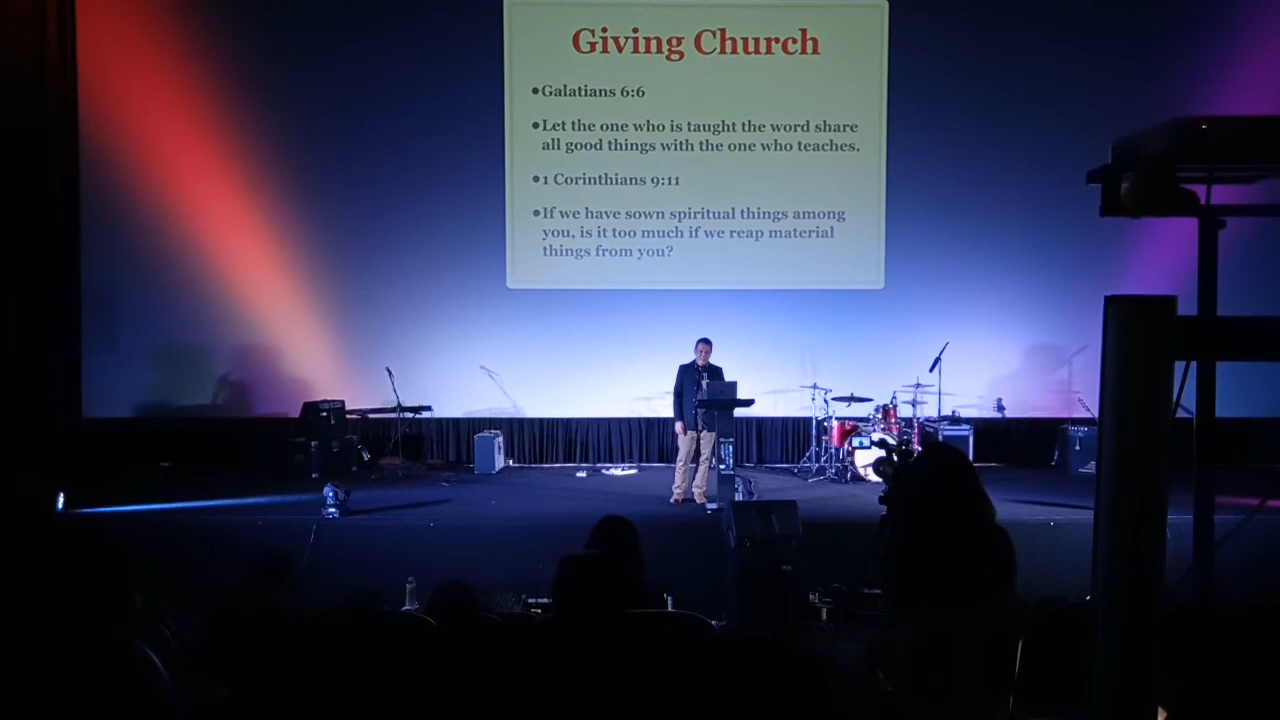 Giving Church
•Galatians 6:6
•Let the one who is taught the word share
all good things with the one who teaches.
•1 Corinthians 9:11
•If we have sown spiritual things among
you, is it too much if we reap material
things from you?